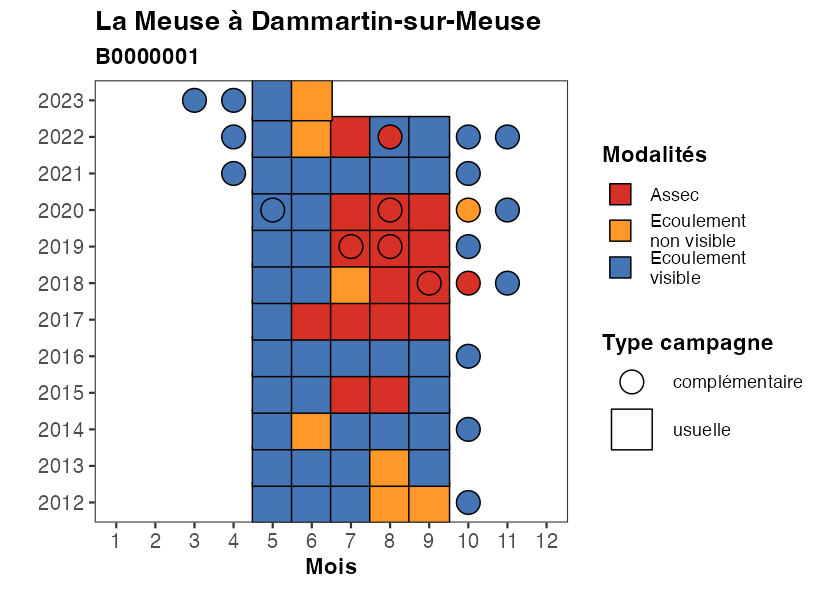 La Meuse à Dammartin-sur-Meuse
B0000001
2023
2022
2021
2020
2019
2018
2017
2016
2015
2014
2013
2012
1 2 3 4 5 6 7 8 9 10 11 12
Mois
Modalités
Assec
Ecoulement
non visible
Ecoulement
visible
Type campagne
complémentaire
usuelle